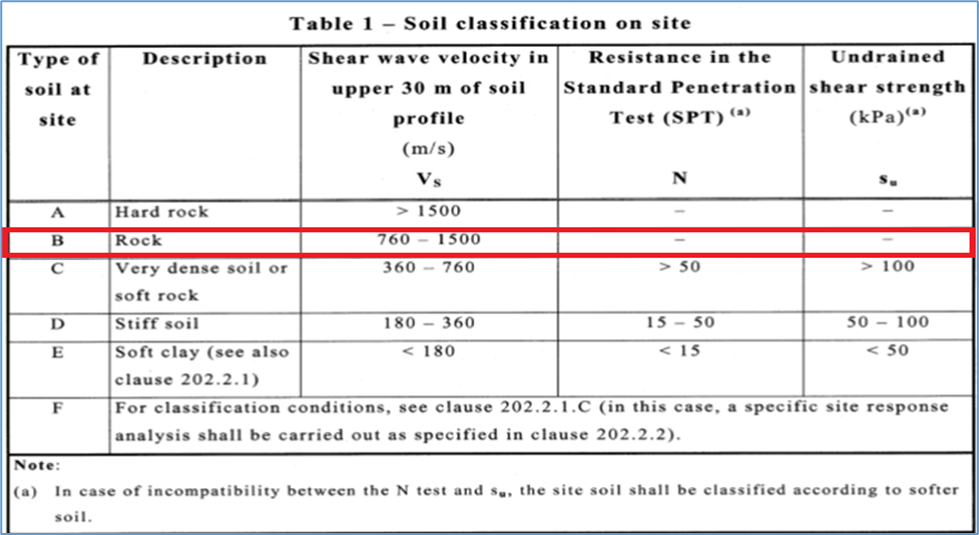 Table 1 – Soil classification on site
Type of soil at site | Description | Shear wave velocity in upper 30 m of soil profile (m/s) Vs | Resistance in the Standard Penetration Test (SPT) (a) N | Undrained shear strength (kPa)(a) su
A | Hard rock | > 1500 | – | –
B | Rock | 760 – 1500 | – | –
C | Very dense soil or soft rock | 360 – 760 | > 50 | > 100
D | Stiff soil | 180 – 360 | 15 – 50 | 50 – 100
E | Soft clay (see also clause 202.2.1) | < 180 | < 15 | < 50
F | For classification conditions, see clause 202.2.1.C (in this case, a specific site response
analysis shall be carried out as specified in clause 202.2.2).
Note:
(a) In case of incompatibility between the N test and su, the site soil shall be classified according to softer
soil.